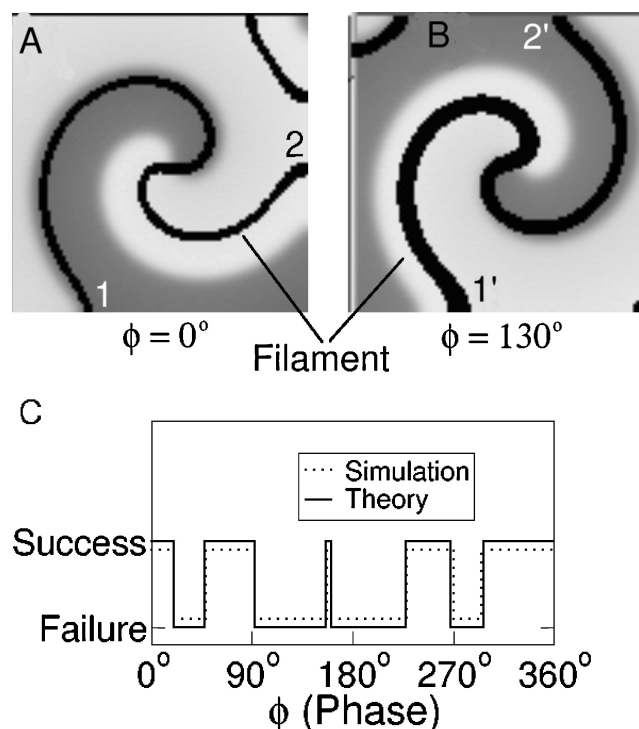 A
2
1
ϕ = 0°
B
2'
1'
ϕ = 130°
Filament
C
Simulation
Theory
Success
Failure
0° 90° 180° 270° 360°
ϕ (Phase)